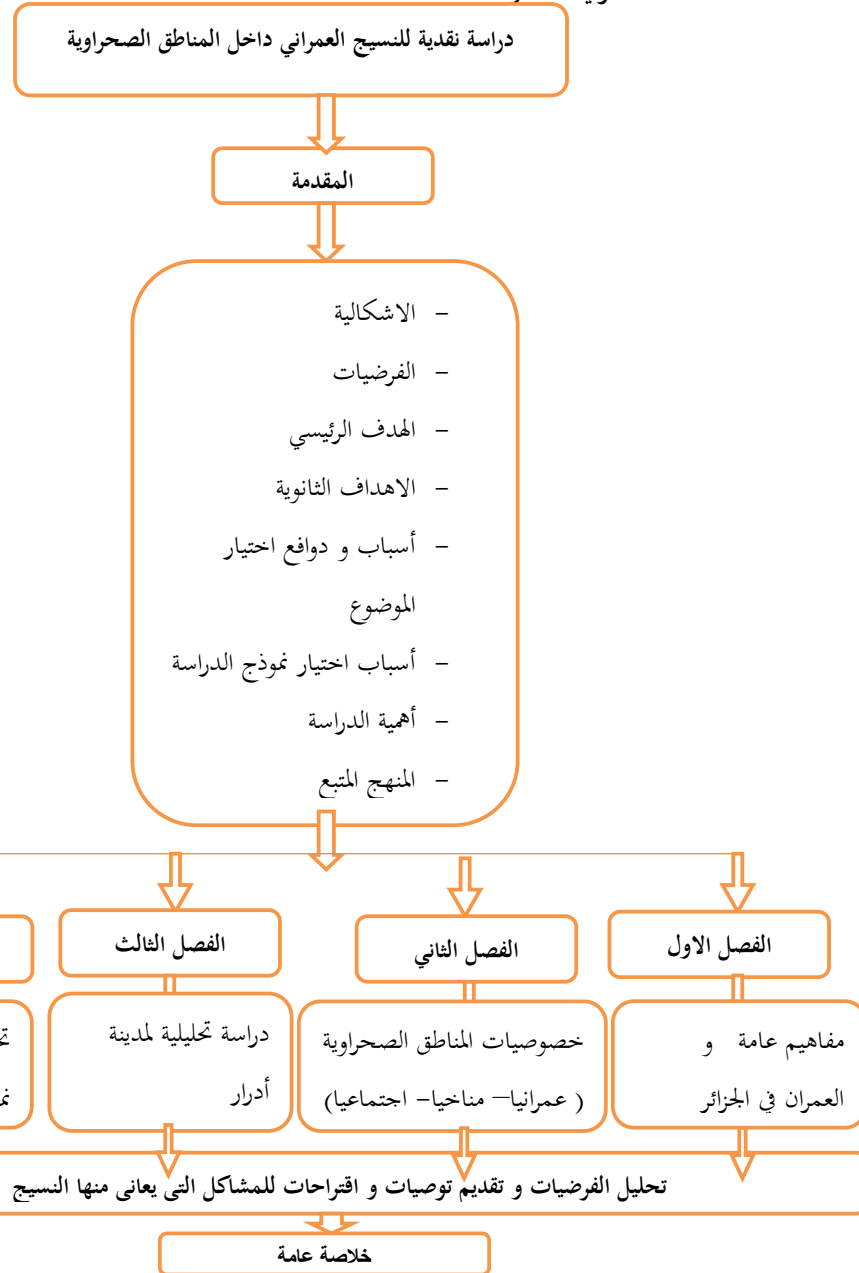 دراسة نقدية للنسيج العمراني داخل المناطق الصحراوية
المقدمة
– الاشكالية
– الفرضيات
– الهدف الرئيسي
– الاهداف الثانوية
– أسباب و دوافع اختيار
الموضوع
– أسباب اختيار نموذج الدراسة
– أهمية الدراسة
– المنهج المتبع
الفصل الاول
الفصل الثاني
الفصل الثالث
مفاهيم عامة و
العمران في الجزائر
خصوصيات المناطق الصحراوية
( عمرانيا– مناخيا– اجتماعيا)
دراسة تحليلية لمدينة
أدرار
تحليل الفرضيات و تقديم توصيات و اقتراحات للمشاكل التى يعانى منها النسيج
خلاصة عامة